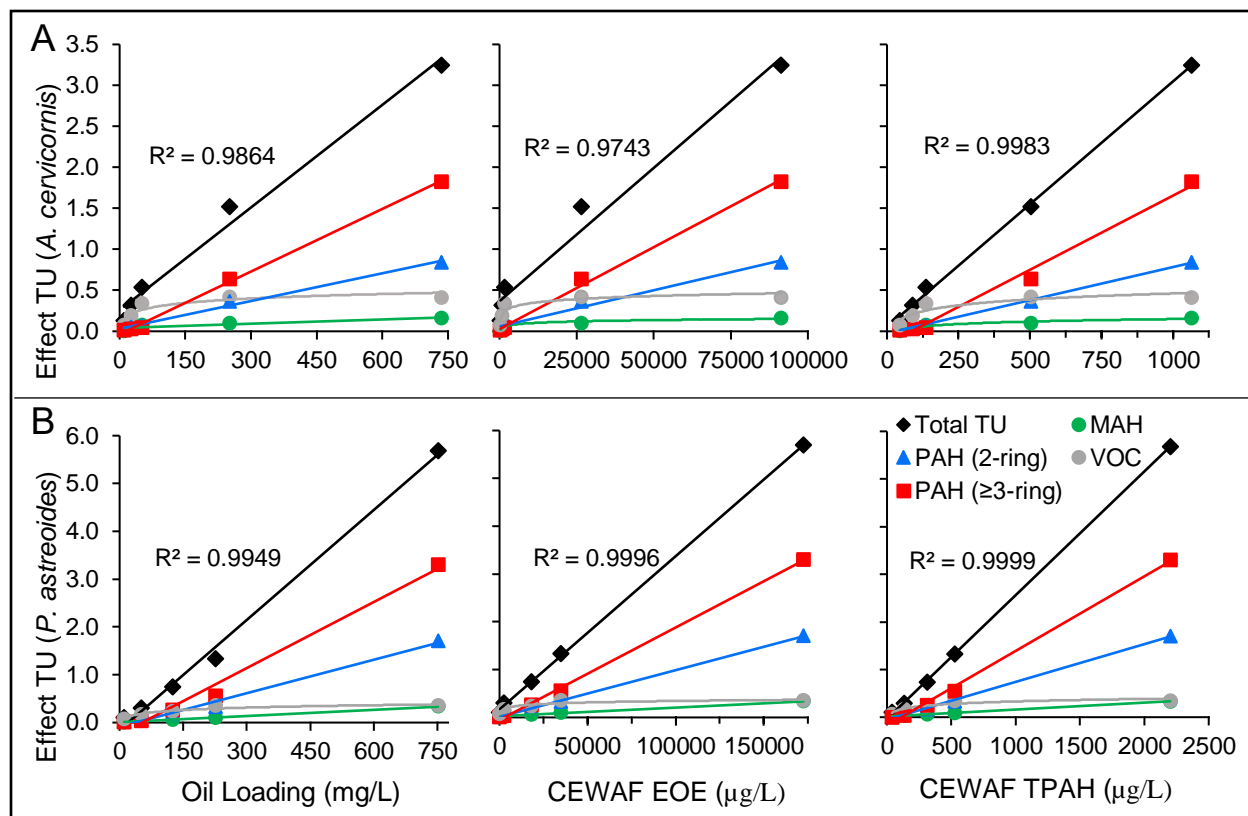 A
Effect TU (A. cervicornis)
3.5
3.0
2.5
2.0
1.5
1.0
0.5
0.0
R² = 0.9864
0 150 300 450 600 750
R² = 0.9743
0 25000 50000 75000 100000
R² = 0.9983
0 250 500 750 1000
B
Effect TU (P. astreoides)
6.0
5.0
4.0
3.0
2.0
1.0
0.0
R² = 0.9949
0 150 300 450 600 750
Oil Loading (mg/L)
R² = 0.9996
0 50000 100000 150000
CEWAF EOE (µg/L)
Total TU MAH
PAH (2-ring) VOC
PAH (≥3-ring)
R² = 0.9999
0 500 1000 1500 2000 2500
CEWAF TPAH (µg/L)